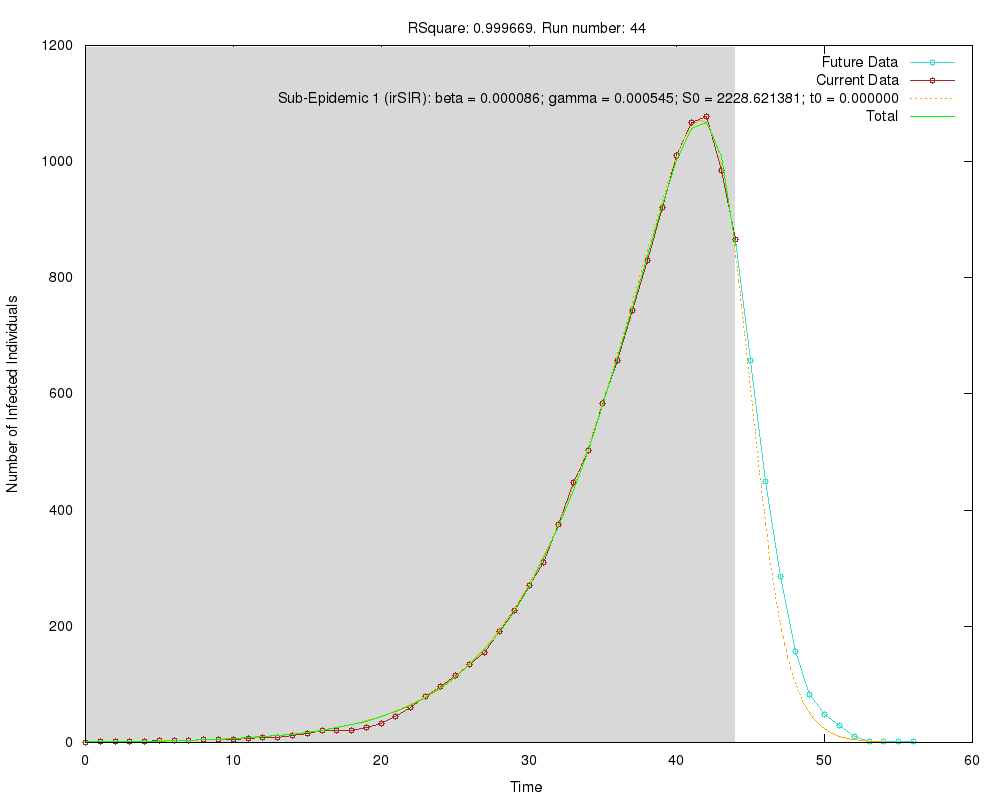 RSquare: 0.999669. Run number: 44
1200
1000
800
600
400
200
0
Number of Infected Individuals
Future Data
Current Data
Sub-Epidemic 1 (irSIR): beta = 0.000086; gamma = 0.000545; S0 = 2228.621381; t0 = 0.000000
Total
0 10 20 30 40 50 60
Time